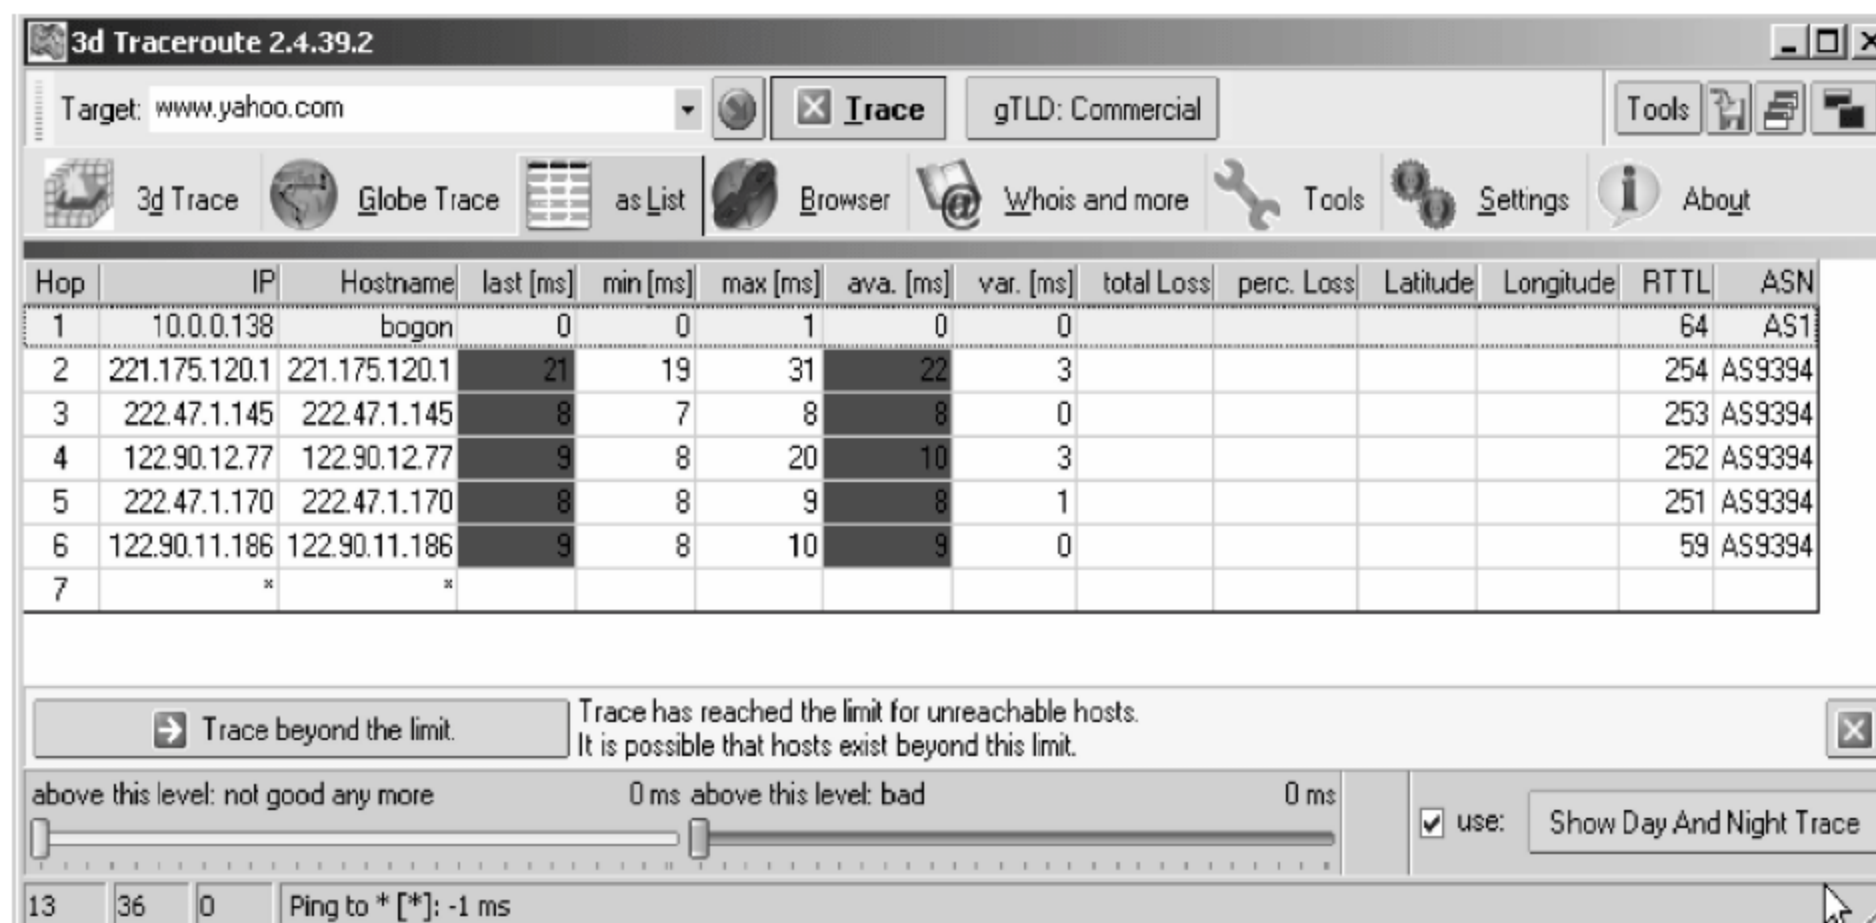 3d Traceroute 2.4.39.2
Target: www.yahoo.com Trace gTLD: Commercial Tools
3d Trace Globe Trace as List Browser Whois and more Tools Settings About
Hop IP Hostname last [ms] min [ms] max [ms] ava. [ms] var. [ms] total Loss perc. Loss Latitude Longitude RTTL ASN
1 10.0.0.138 bogon 0 0 1 0 0 64 AS1
2 221.175.120.1 221.175.120.1 21 19 31 22 3 254 AS9394
3 222.47.1.145 222.47.1.145 8 7 8 8 0 253 AS9394
4 122.90.12.77 122.90.12.77 9 8 20 10 3 252 AS9394
5 222.47.1.170 222.47.1.170 8 8 9 8 1 251 AS9394
6 122.90.11.186 122.90.11.186 9 8 10 9 0 59 AS9394
7 * *
Trace beyond the limit.
Trace has reached the limit for unreachable hosts.
It is possible that hosts exist beyond this limit.
above this level: not good any more 0 ms above this level: bad 0 ms
use: Show Day And Night Trace
13 36 0 Ping to * [*]: -1 ms